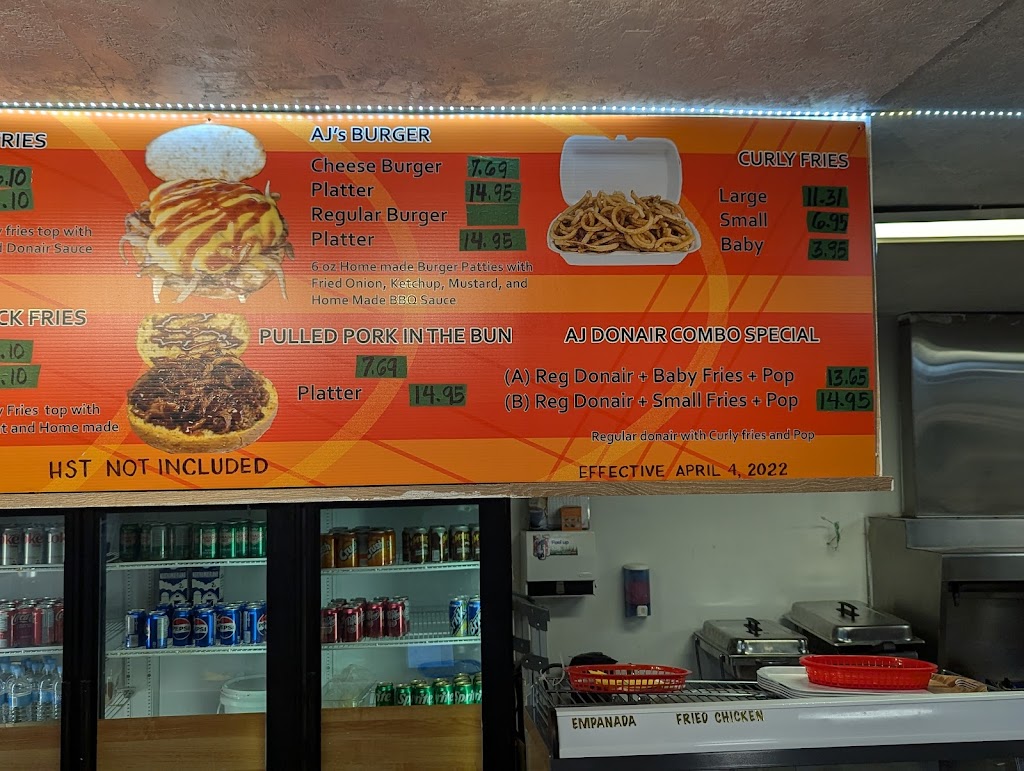 RIES
.10
.10
fries top with
Donair Sauce
CK FRIES
.10
.10
Fries top with
t and Home made
HST NOT INCLUDED
AJ's BURGER
Cheese Burger 7.69
Platter 14.95
Regular Burger
Platter 14.95
6 oz Home made Burger Patties with
Fried Onion, Ketchup, Mustard, and
Home Made BBQ Sauce
PULLED PORK IN THE BUN
7.69
Platter 14.95
CURLY FRIES
Large 11.31
Small 6.95
Baby 3.95
AJ DONAIR COMBO SPECIAL
(A) Reg Donair + Baby Fries + Pop 13.65
(B) Reg Donair + Small Fries + Pop 14.95
Regular donair with Curly fries and Pop
EFFECTIVE APRIL 4, 2022
pepsi
pepsi
Sprite
EMPANADA
FRIED CHICKEN